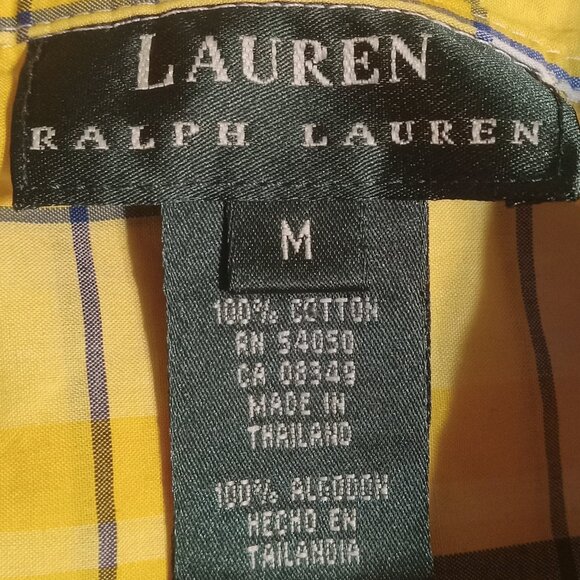 LAUREN
RALPH LAUREN
M
100% COTTON
RN 54050
CA 08349
MADE IN
THAILAND
100% ALGODON
HECHO EN
TAILANDIA